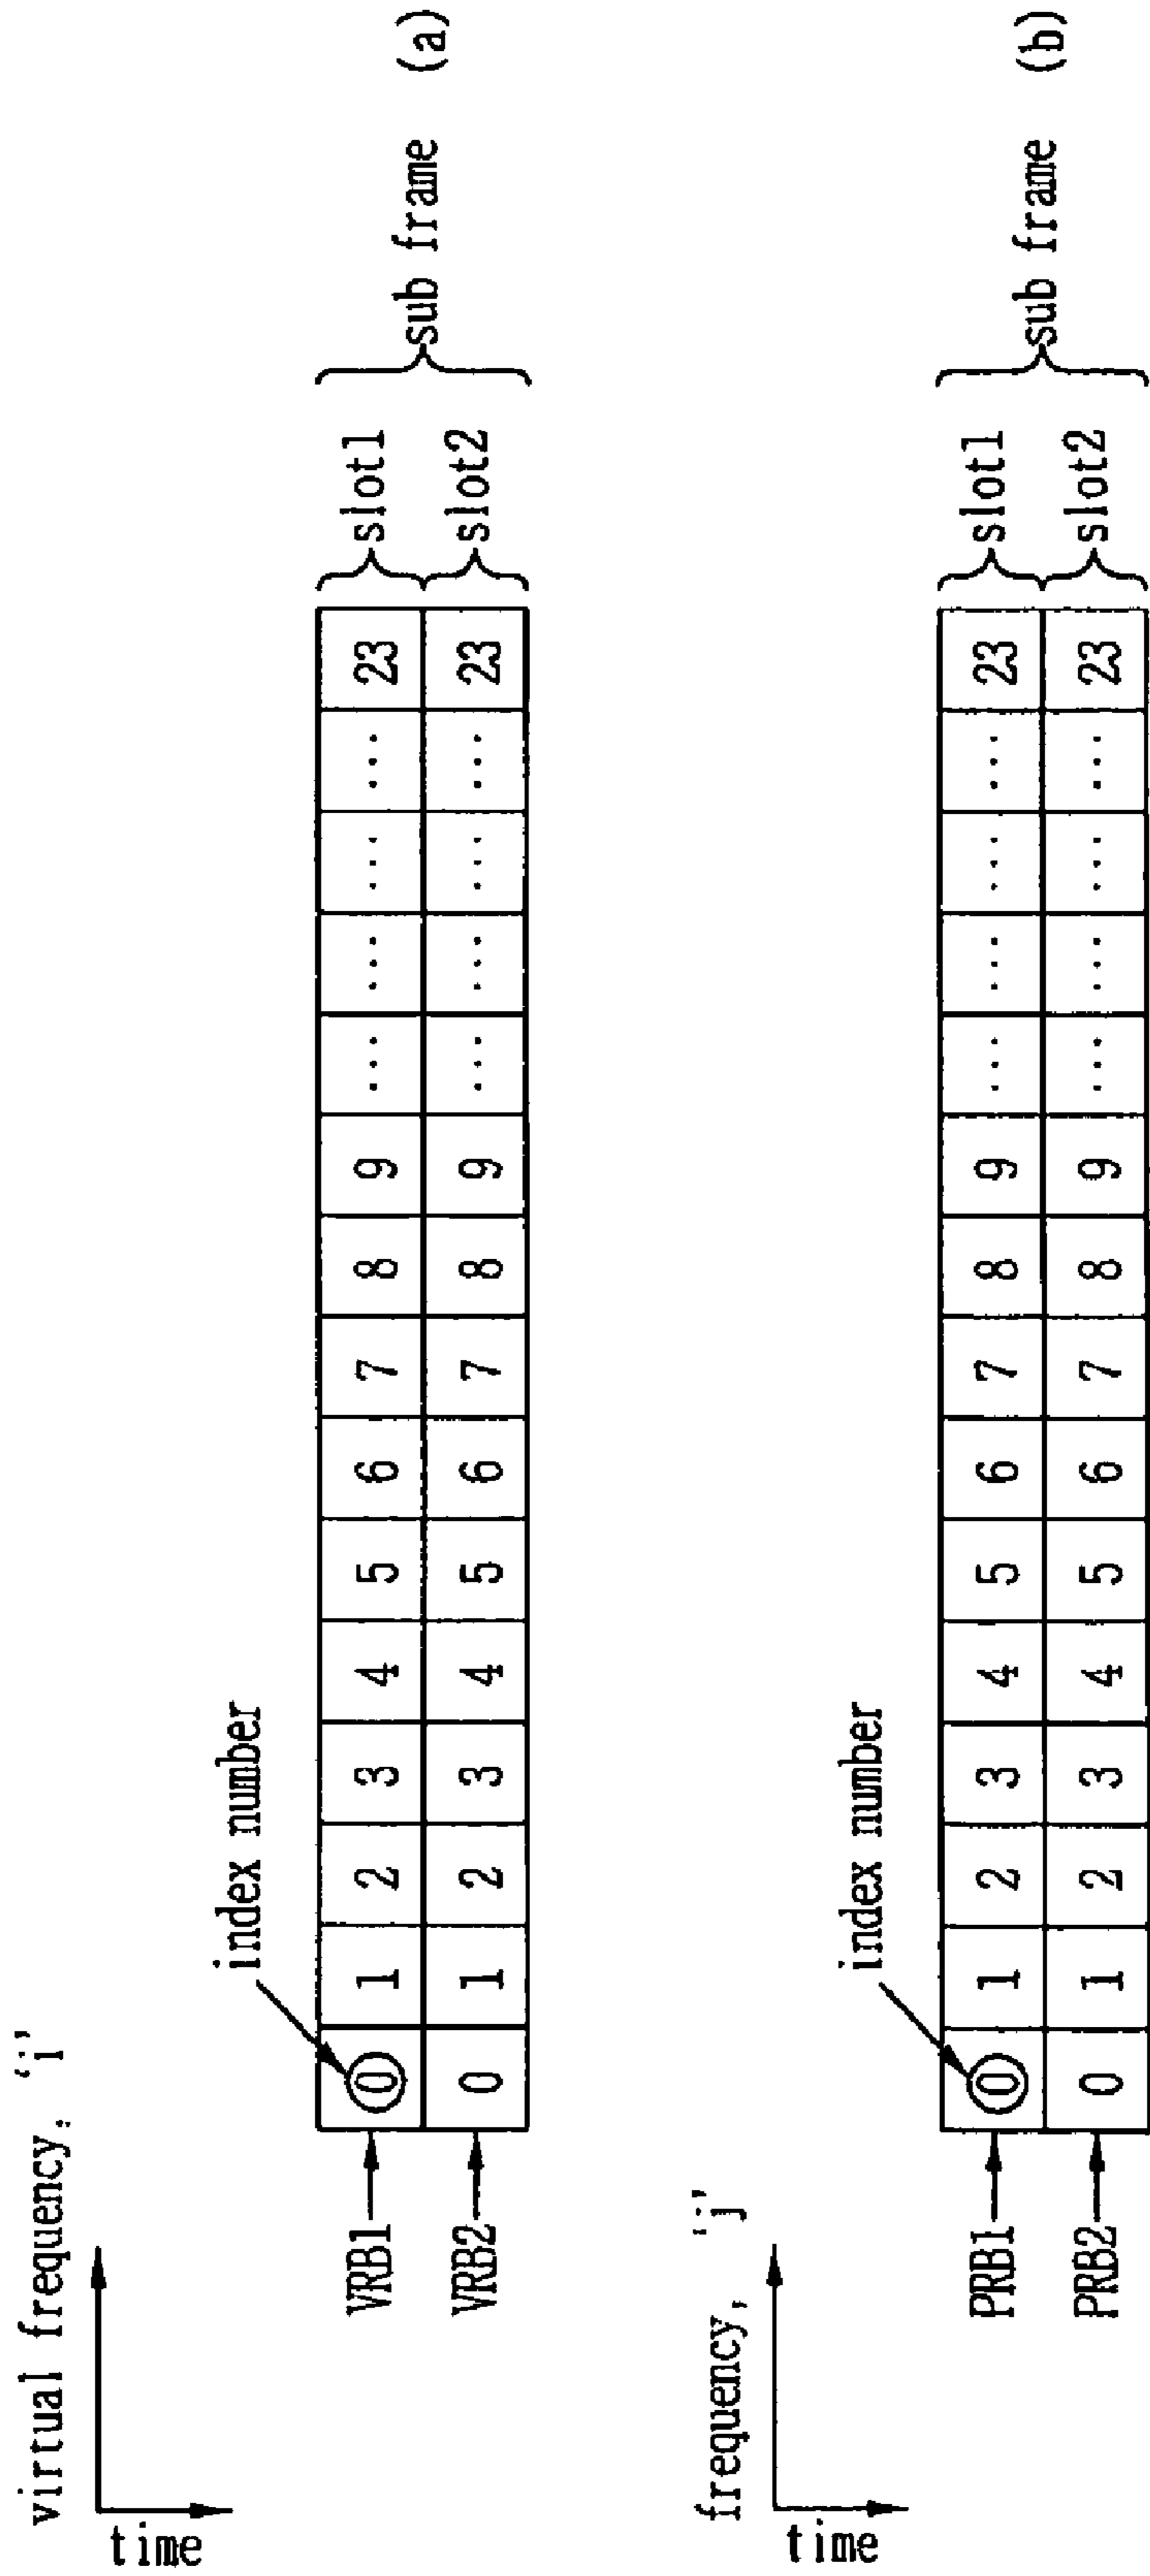 virtual frequency, 'i'
time
index number
VRB1 0 1 2 3 4 5 6 7 8 9 ... ... ... ... 23 slot1
VRB2 0 1 2 3 4 5 6 7 8 9 ... ... ... ... 23 slot2
sub frame (a)
frequency, 'j'
time
index number
PRB1 0 1 2 3 4 5 6 7 8 9 ... ... ... ... 23 slot1
PRB2 0 1 2 3 4 5 6 7 8 9 ... ... ... ... 23 slot2
sub frame (b)